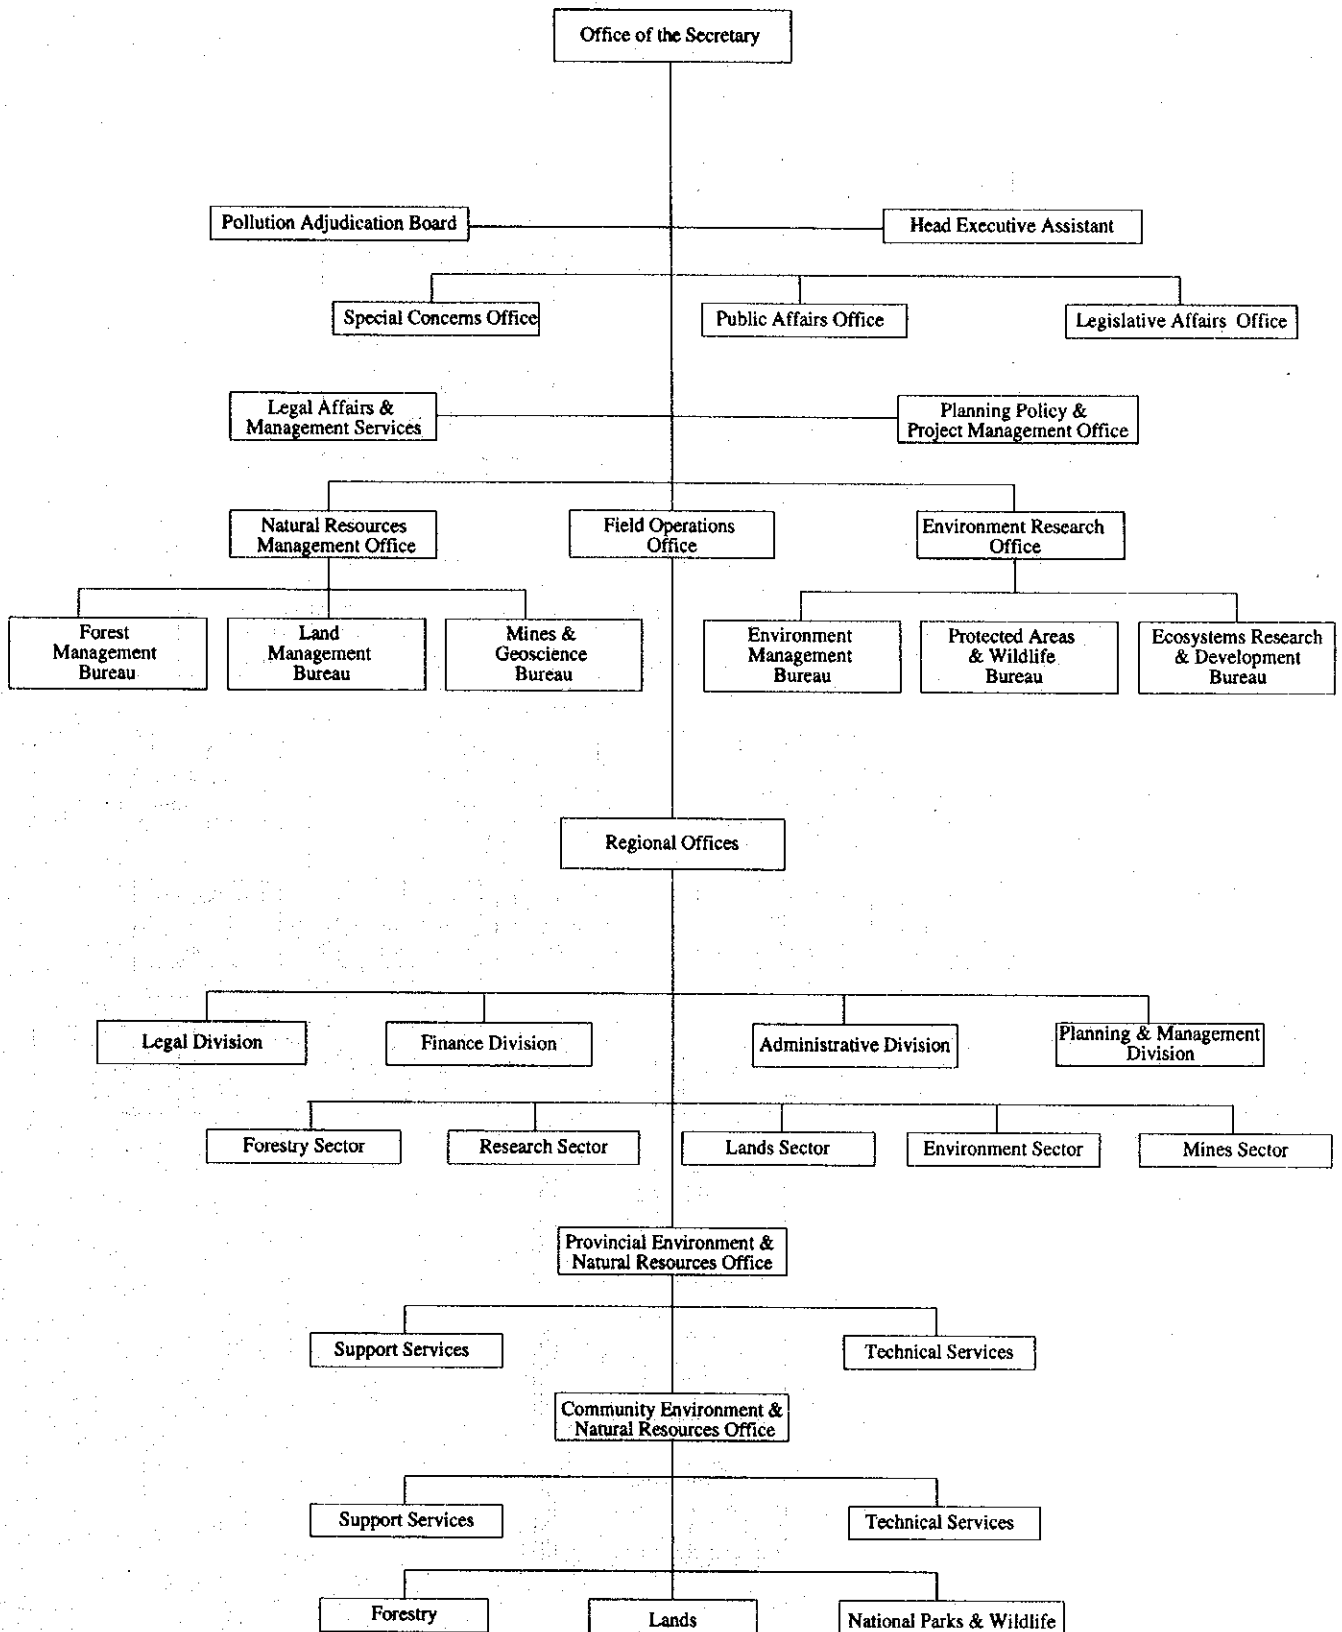 Office of the Secretary
Pollution Adjudication Board
Head Executive Assistant
Special Concerns Office
Public Affairs Office
Legislative Affairs Office
Legal Affairs &
Management Services
Planning Policy &
Project Management Office
Natural Resources
Management Office
Field Operations
Office
Environment Research
Office
Forest
Management
Bureau
Land
Management
Bureau
Mines &
Geoscience
Bureau
Environment
Management
Bureau
Protected Areas
& Wildlife
Bureau
Ecosystems Research
& Development
Bureau
Regional Offices
Legal Division
Finance Division
Administrative Division
Planning & Management
Division
Forestry Sector
Research Sector
Lands Sector
Environment Sector
Mines Sector
Provincial Environment &
Natural Resources Office
Support Services
Technical Services
Community Environment &
Natural Resources Office
Support Services
Technical Services
Forestry
Lands
National Parks & Wildlife